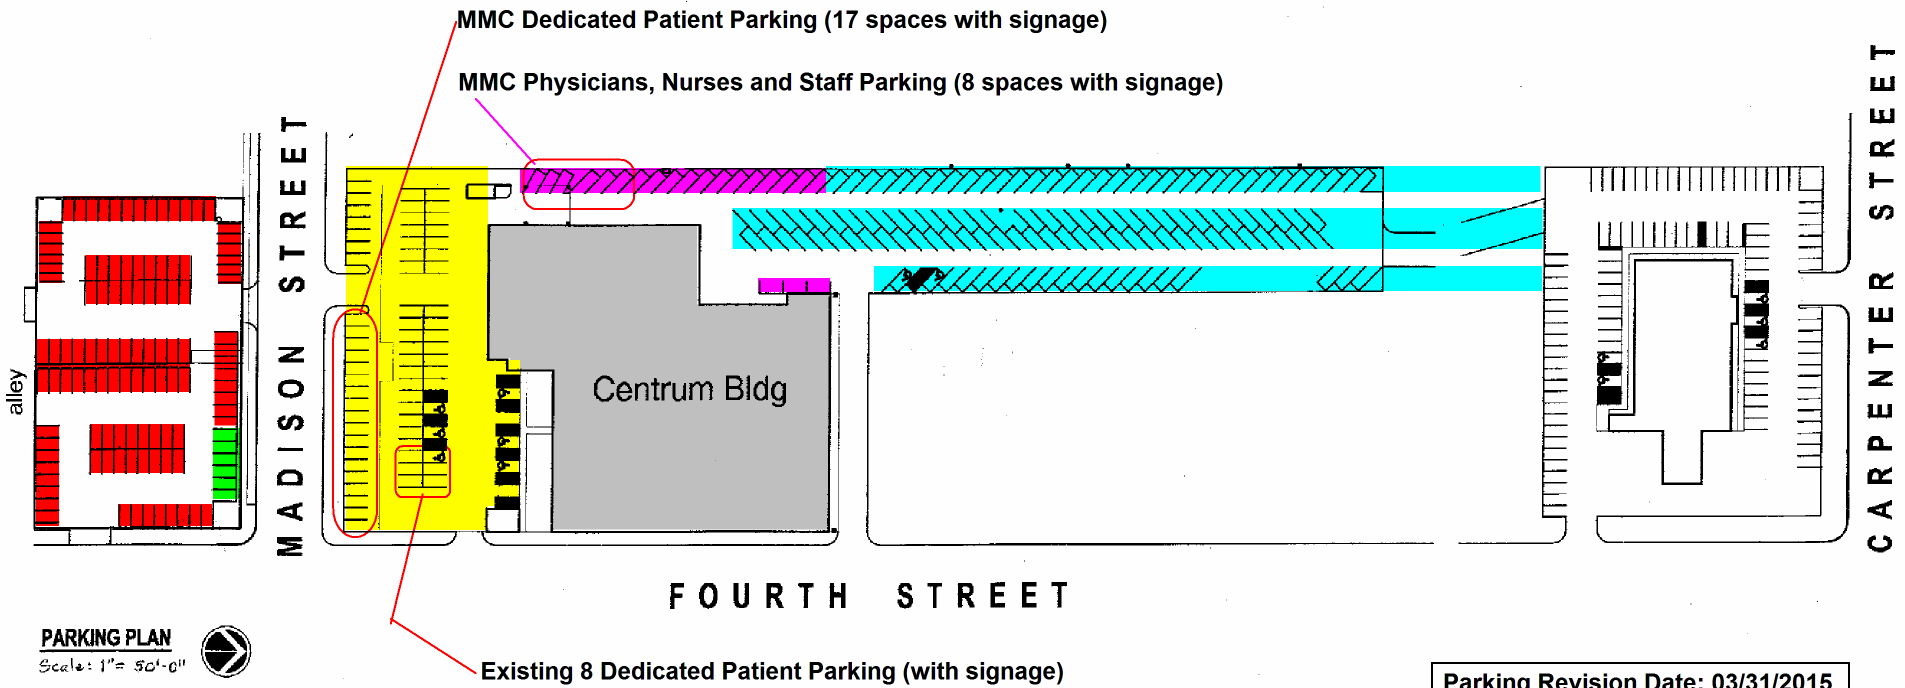 MMC Dedicated Patient Parking (17 spaces with signage)
MMC Physicians, Nurses and Staff Parking (8 spaces with signage)
MADISON STREET
CARPENTER STREET
alley
Centrum Bldg
FOURTH STREET
PARKING PLAN
Scale: 1"= 50'-0"
Existing 8 Dedicated Patient Parking (with signage)
Parking Revision Date: 03/31/2015